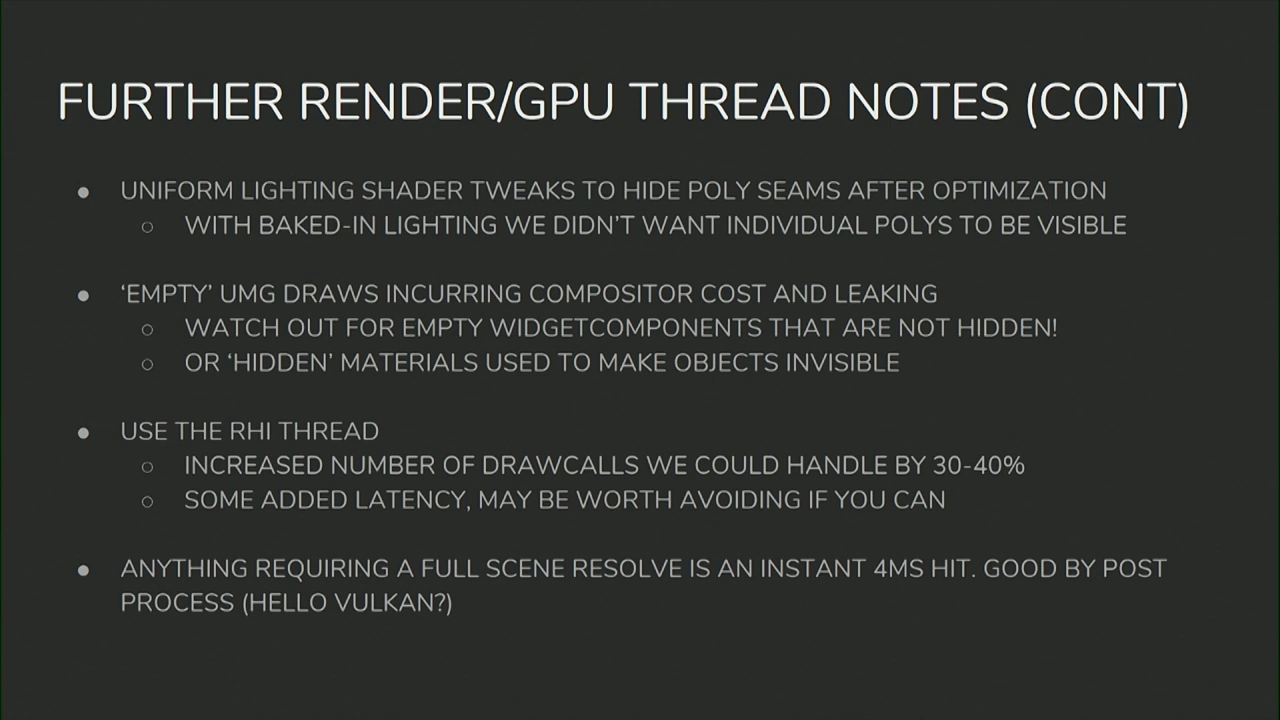 FURTHER RENDER/GPU THREAD NOTES (CONT)
● UNIFORM LIGHTING SHADER TWEAKS TO HIDE POLY SEAMS AFTER OPTIMIZATION
○ WITH BAKED-IN LIGHTING WE DIDN'T WANT INDIVIDUAL POLYS TO BE VISIBLE
● ‘EMPTY’ UMG DRAWS INCURRING COMPOSITOR COST AND LEAKING
○ WATCH OUT FOR EMPTY WIDGETCOMPONENTS THAT ARE NOT HIDDEN!
○ OR ‘HIDDEN’ MATERIALS USED TO MAKE OBJECTS INVISIBLE
● USE THE RHI THREAD
○ INCREASED NUMBER OF DRAWCALLS WE COULD HANDLE BY 30-40%
○ SOME ADDED LATENCY, MAY BE WORTH AVOIDING IF YOU CAN
● ANYTHING REQUIRING A FULL SCENE RESOLVE IS AN INSTANT 4MS HIT. GOOD BY POST
PROCESS (HELLO VULKAN?)